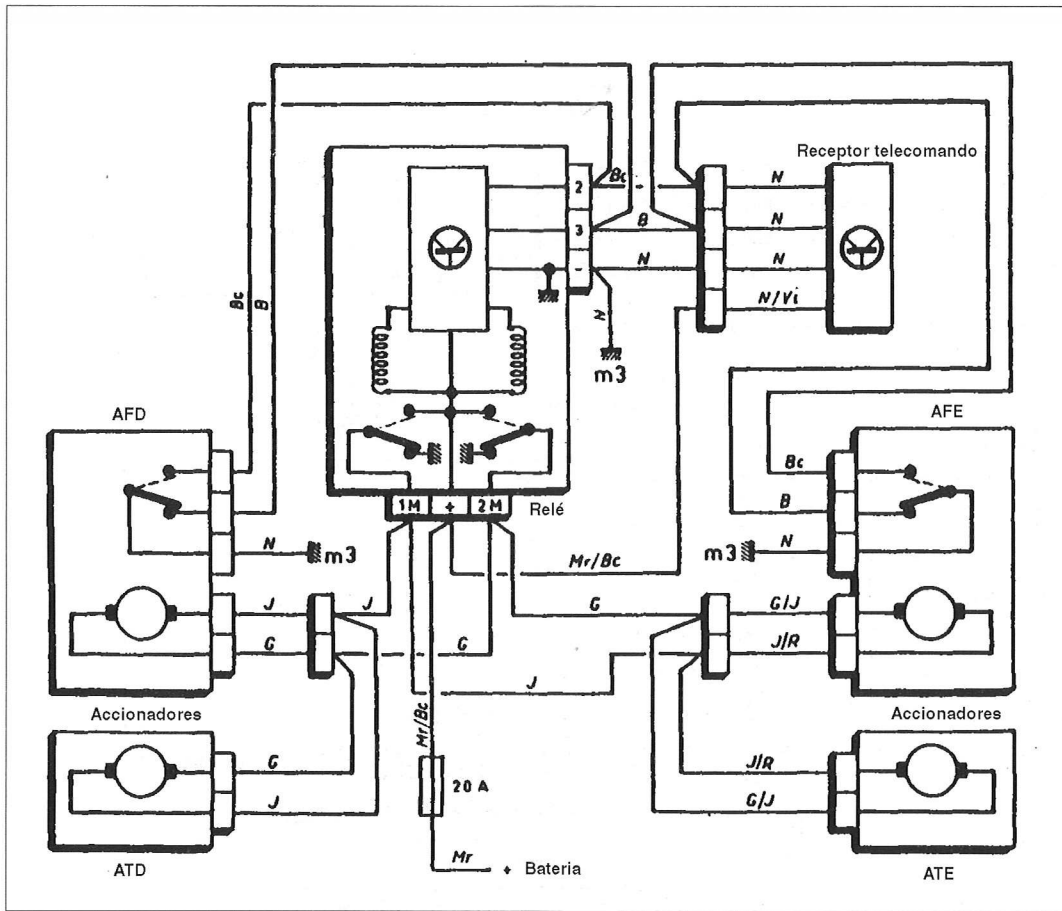 Receptor telecomando
2
Bc
N
3
B
N
-
N
N
Bc
B
N
N/Vi
m3
AFD
AFE
Bc
1M
+
2M
Relé
B
N
m3
Mr/Bc
m3
N
J
J
G
G/J
G
G
J/R
J
Accionadores
Mr/Bc
Accionadores
G
J/R
20 A
J
G/J
Mr
+ Bateria
ATD
ATE